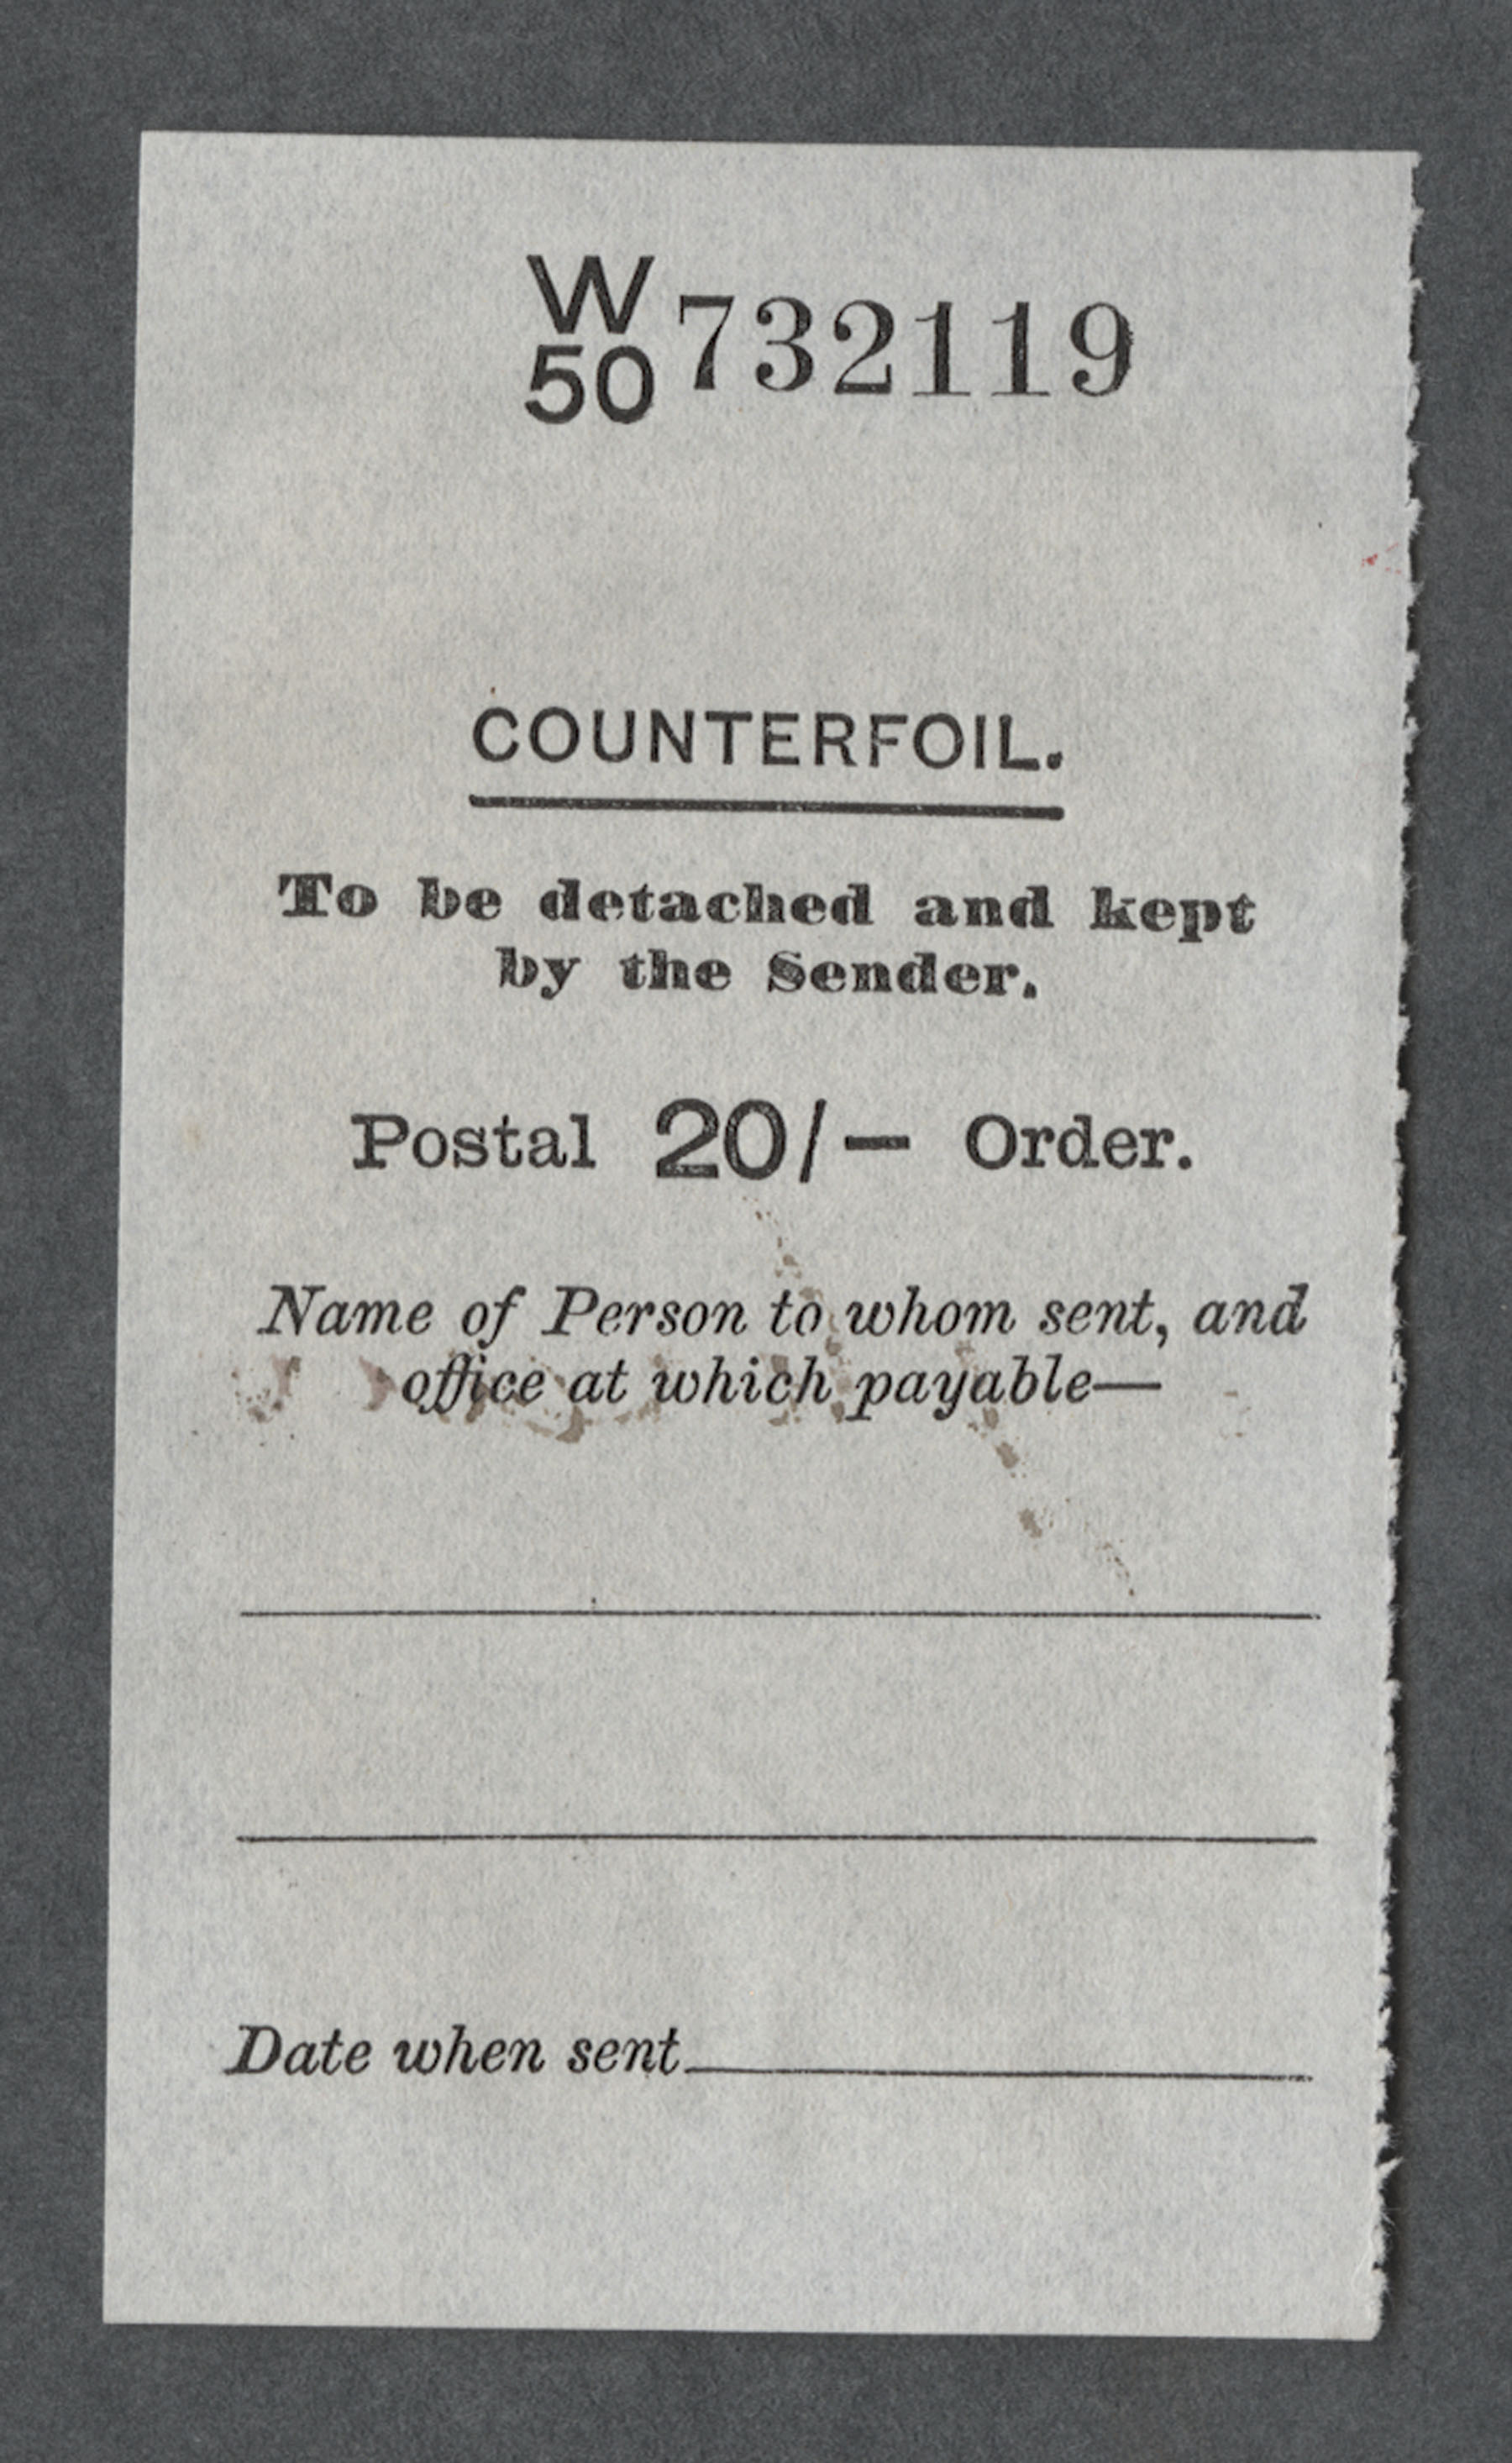 W
50 732119
COUNTERFOIL.
To be detached and kept
by the Sender.
Postal 20/- Order.
Name of Person to whom sent, and
office at which payable—
Date when sent